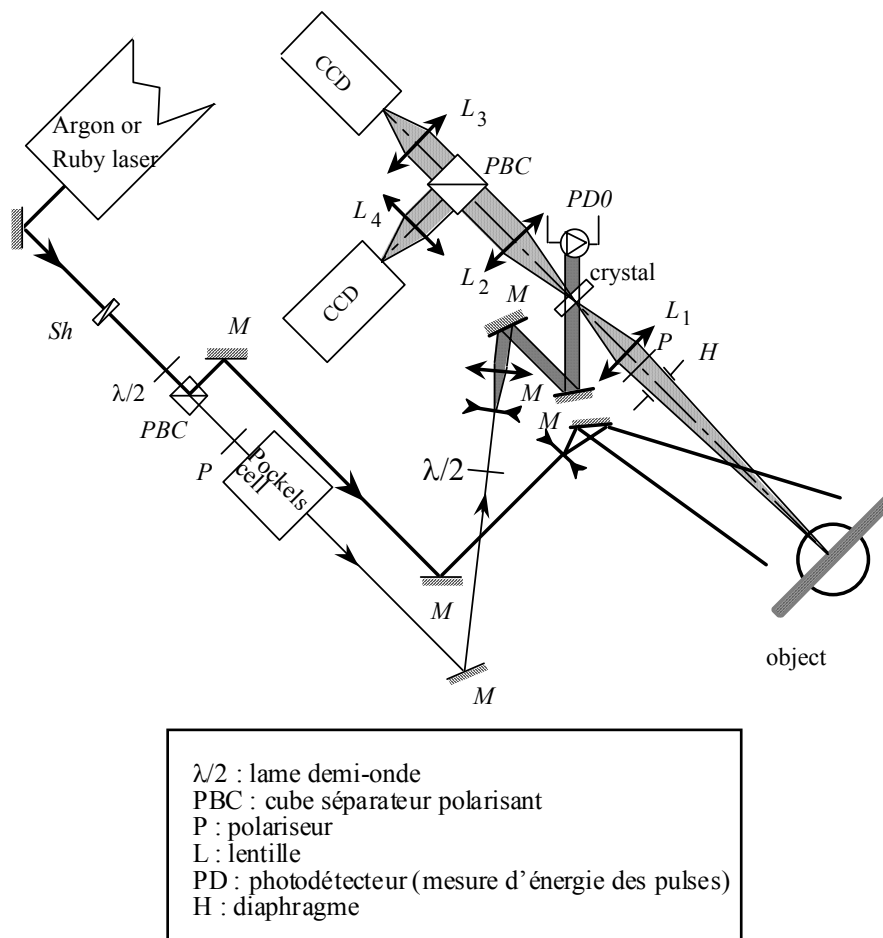 CCD
Argon or
Ruby laser
L3
PBC
PD0
L4
L2
crystal
CCD
M
L1
P
H
Sh
M
λ/2
PBC
M
M
P
Pockels
cell
λ/2
M
M
object
λ/2 : lame demi-onde
PBC : cube séparateur polarisant
P : polariseur
L : lentille
PD : photodétecteur (mesure d'énergie des pulses)
H : diaphragme